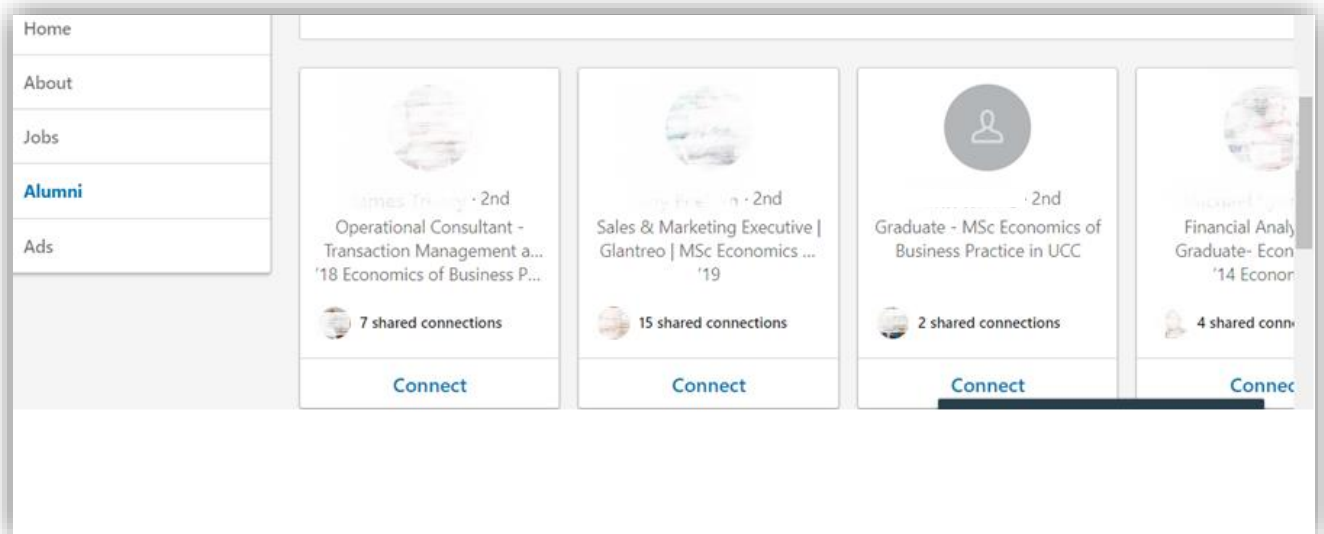 Home
About
Jobs
Alumni
Ads
· 2nd
Operational Consultant -
Transaction Management a...
'18 Economics of Business P...
7 shared connections
Connect
· 2nd
Sales & Marketing Executive |
Glantreo | MSc Economics ...
'19
15 shared connections
Connect
· 2nd
Graduate - MSc Economics of
Business Practice in UCC
2 shared connections
Connect
Financial Analy
Graduate- Econ
'14 Econor
4 shared conn
Connec